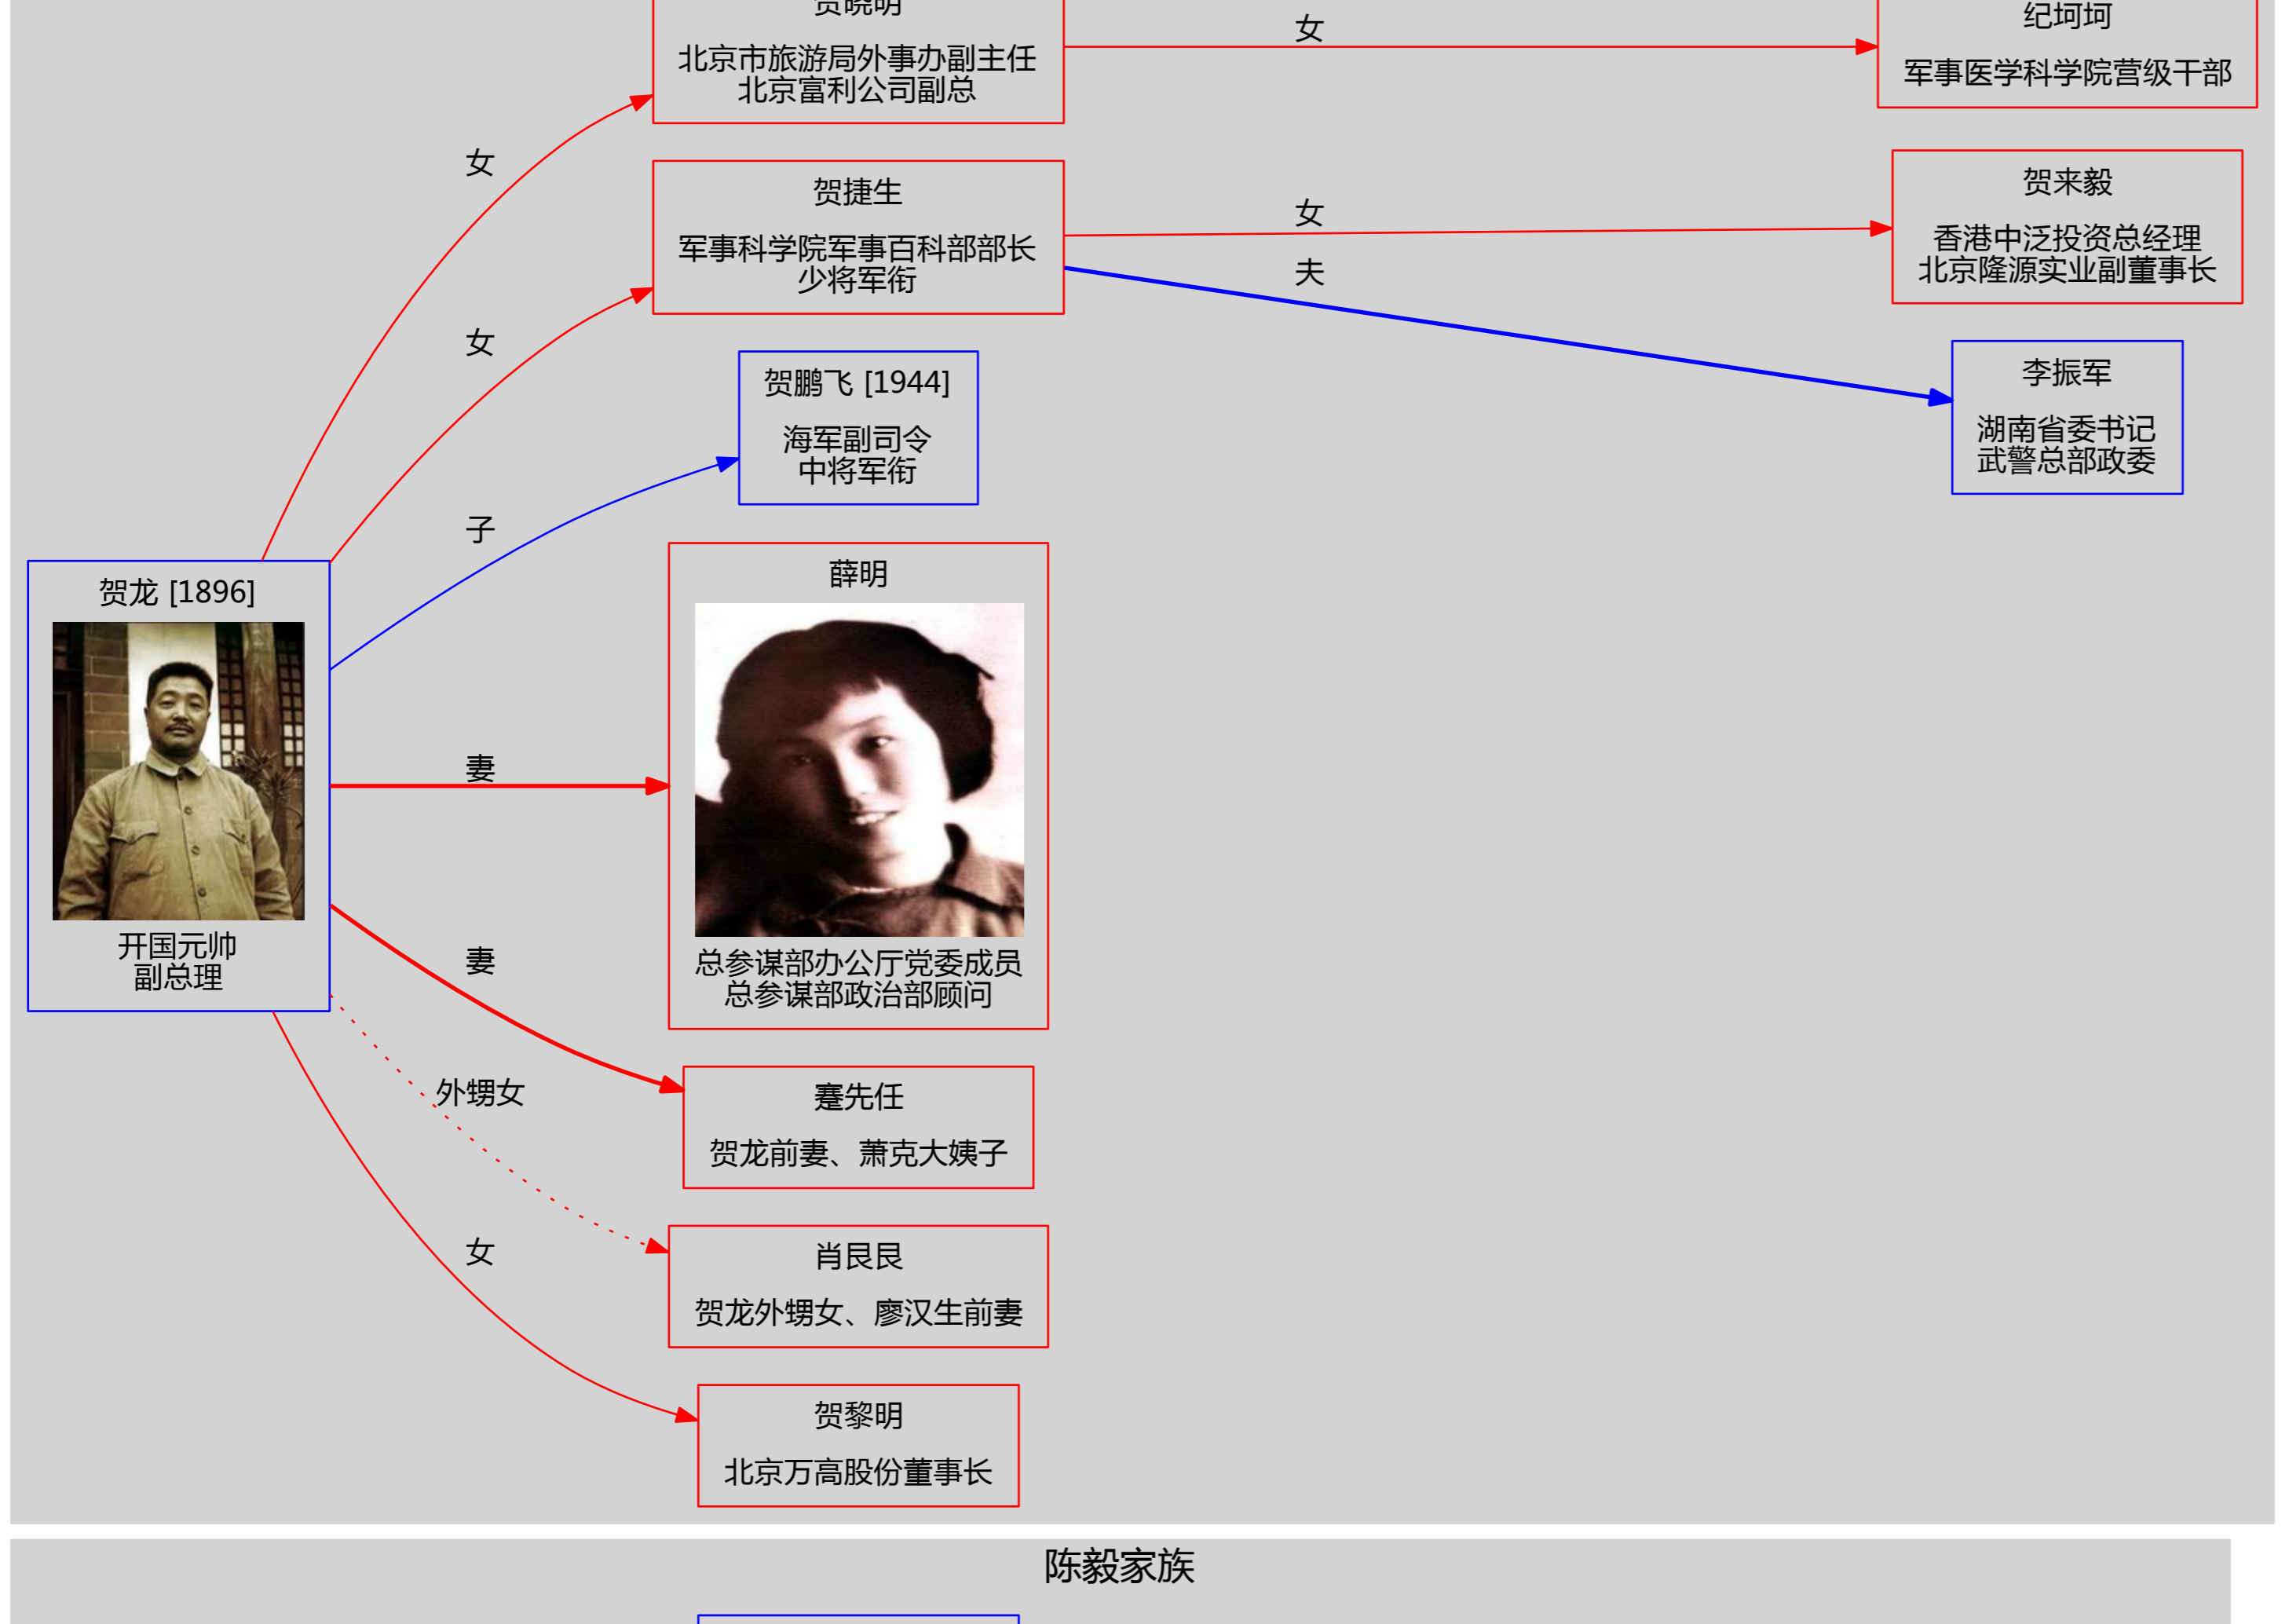 贺晓明
北京市旅游局外事办副主任
北京富利公司副总
女
纪坷坷
军事医学科学院营级干部
女
贺捷生
军事科学院军事百科部部长
少将军衔
女
贺来毅
香港中泛投资总经理
北京隆源实业副董事长
夫
李振军
湖南省委书记
武警总部政委
女
贺鹏飞 [1944]
海军副司令
中将军衔
子
贺龙 [1896]
开国元帅
副总理
薛明
总参谋部办公厅党委成员
总参谋部政治部顾问
妻
妻
蹇先任
贺龙前妻、萧克大姨子
外甥女
肖艮艮
贺龙外甥女、廖汉生前妻
女
贺黎明
北京万高股份董事长
陈毅家族